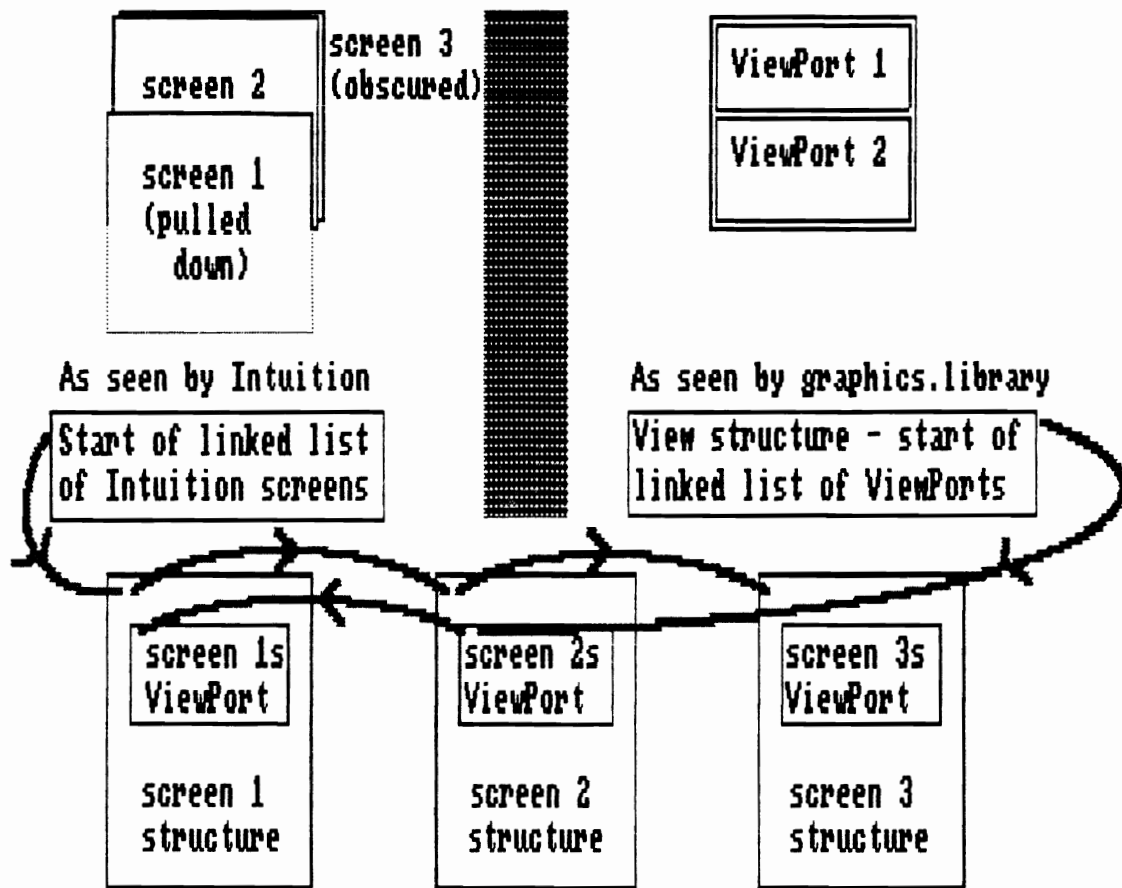 screen 2
screen 3
(obscured)
screen 1
(pulled
down)
ViewPort 1
ViewPort 2
As seen by Intuition
Start of linked list
of Intuition screens
As seen by graphics.library
View structure - start of
linked list of ViewPorts
screen 1s
ViewPort
screen 1
structure
screen 2s
ViewPort
screen 2
structure
screen 3s
ViewPort
screen 3
structure